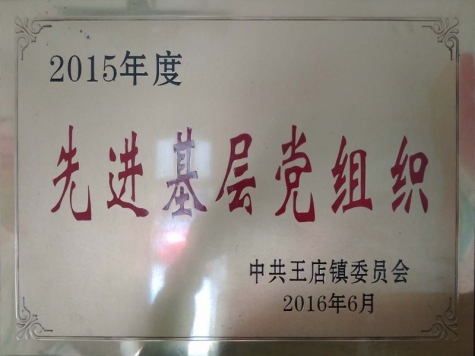 2015年度
先进基层党组织
中共王店镇委员会
2016年6月